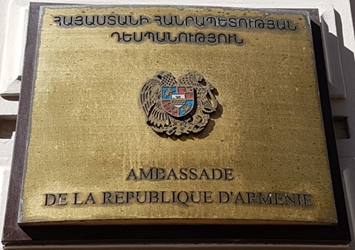 ՀԱՅԱՍՏԱՆԻ ՀԱՆՐԱՊԵՏՈՒԹՅԱՆ
ԴԵՍՊԱՆՈՒԹՅՈՒՆ
AMBASSADE
DE LA REPUBLIQUE D'ARMENIE